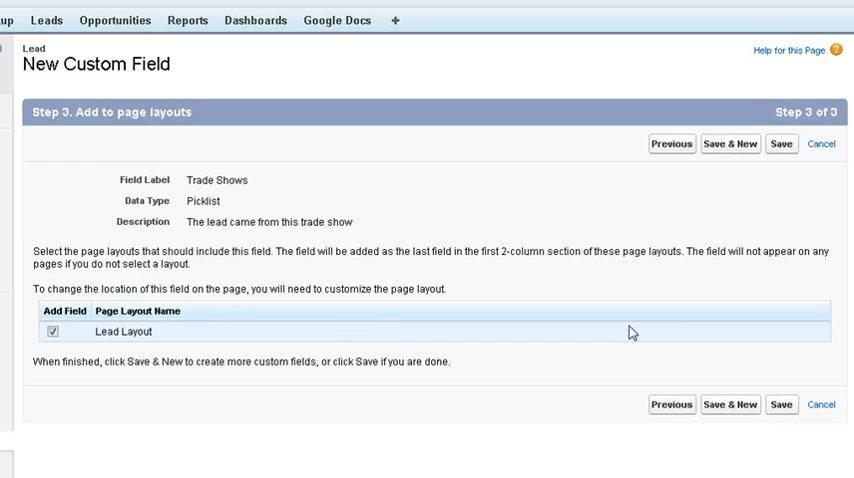 up Leads Opportunities Reports Dashboards Google Docs +
Lead
Help for this Page ?
New Custom Field
Step 3. Add to page layouts Step 3 of 3
Previous Save & New Save Cancel
Field Label Trade Shows
Data Type Picklist
Description The lead came from this trade show
Select the page layouts that should include this field. The field will be added as the last field in the first 2-column section of these page layouts. The field will not appear on any
pages if you do not select a layout.
To change the location of this field on the page, you will need to customize the page layout.
Add Field Page Layout Name
Lead Layout
When finished, click Save & New to create more custom fields, or click Save if you are done.
Previous Save & New Save Cancel